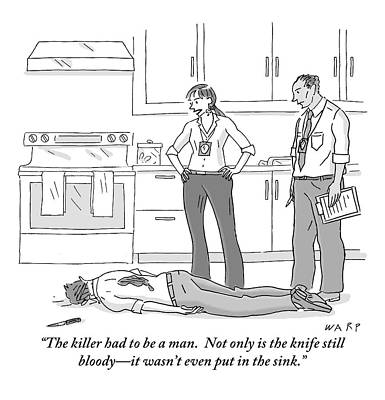 WARP
“The killer had to be a man.  Not only is the knife still
bloody—it wasn’t even put in the sink.”